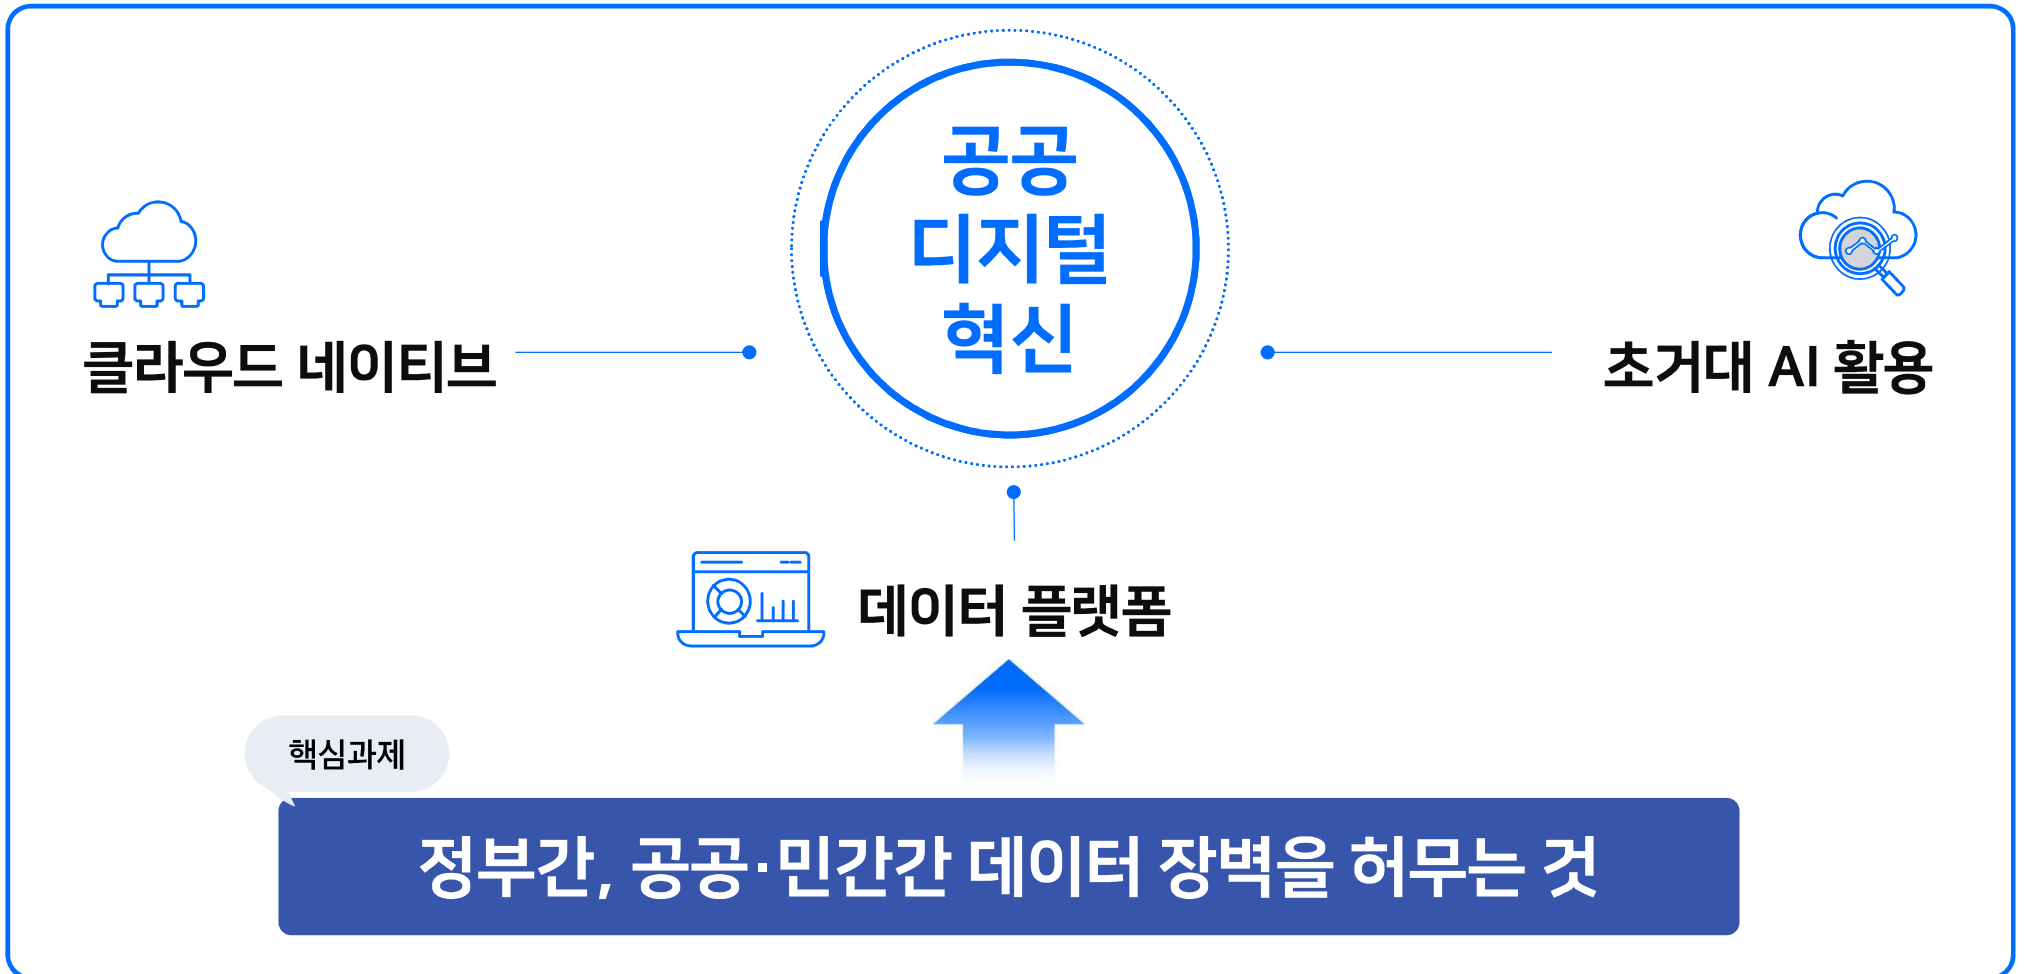 공공
디지털
혁신
클라우드 네이티브
초거대 AI 활용
데이터 플랫폼
핵심과제
정부간, 공공·민간간 데이터 장벽을 허무는 것